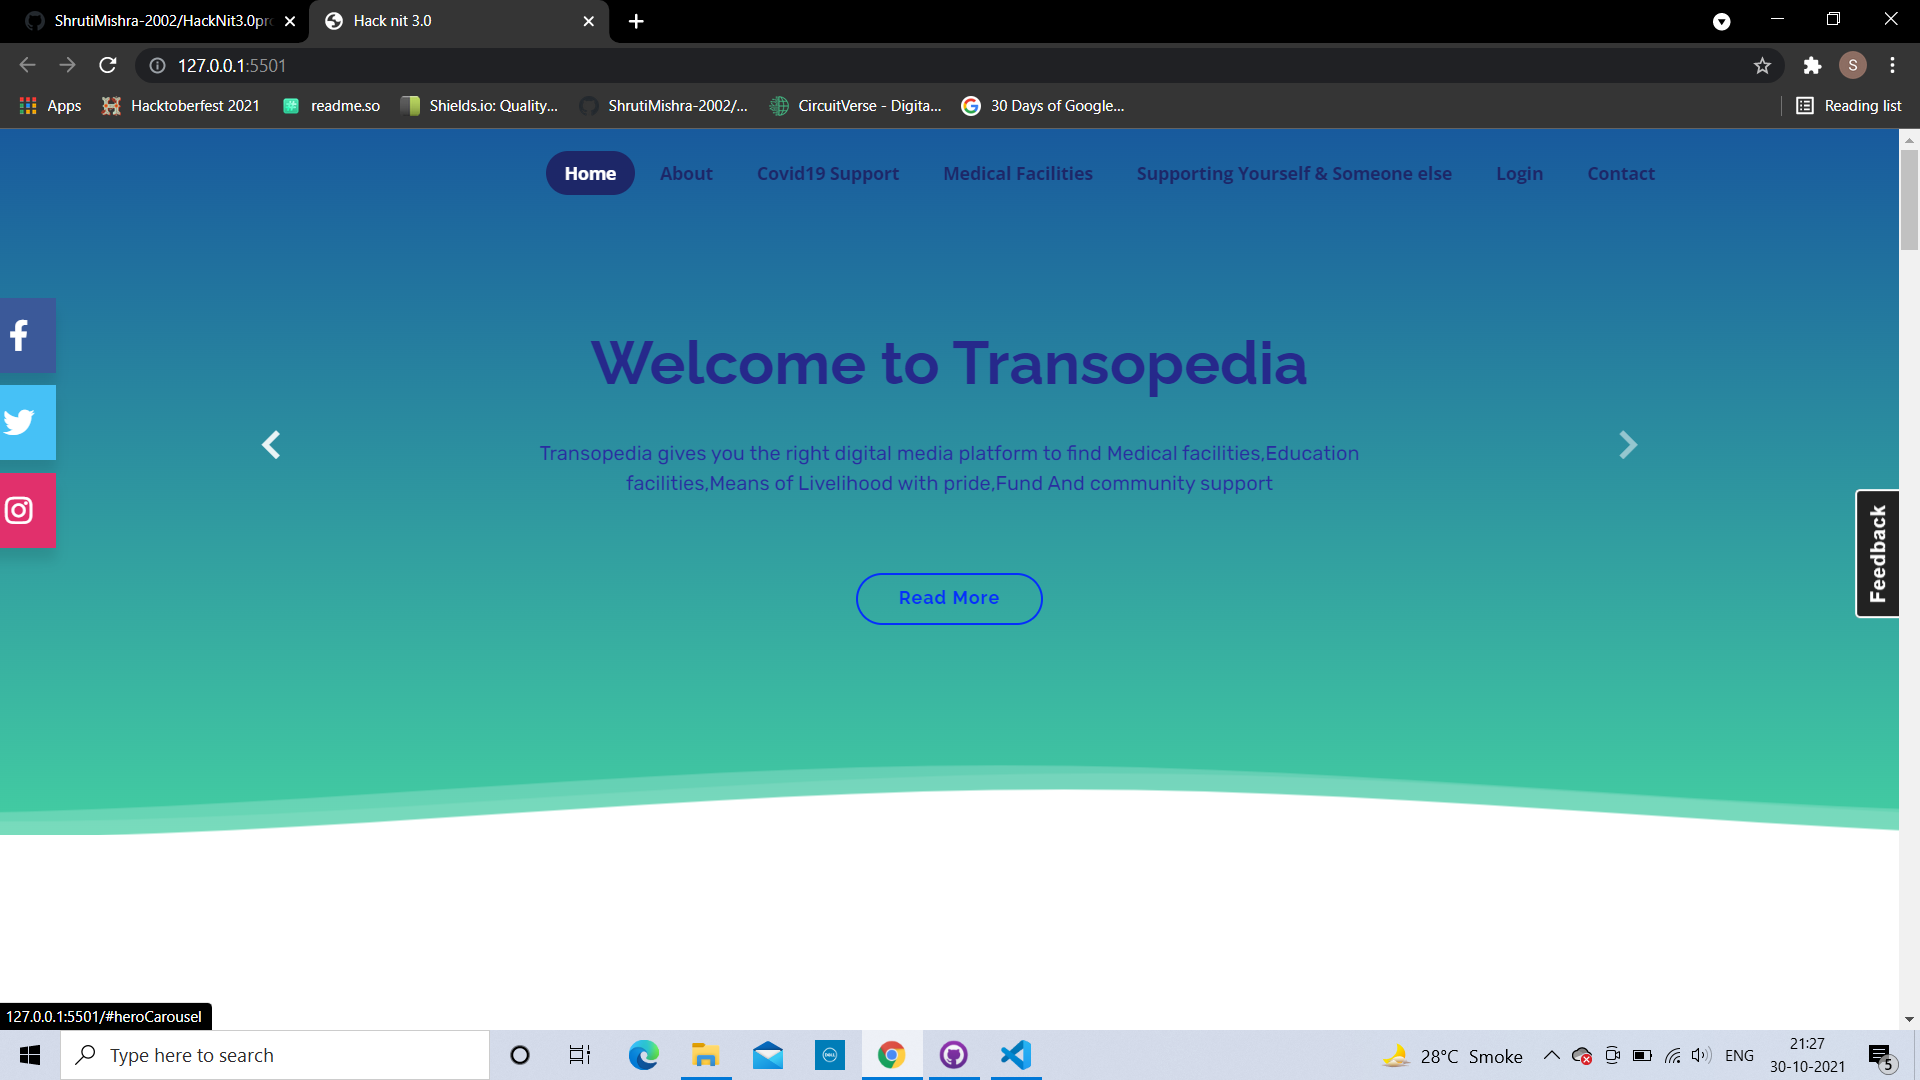 ShrutiMishra-2002/HackNit3.0pr
Hack nit 3.0
127.0.0.1:5501
S
Apps
Hacktoberfest 2021
readme.so
Shields.io: Quality...
ShrutiMishra-2002/...
CircuitVerse - Digita...
30 Days of Google...
Reading list
Home
About
Covid19 Support
Medical Facilities
Supporting Yourself & Someone else
Login
Contact
Welcome to Transopedia
Transopedia gives you the right digital media platform to find Medical facilities,Education
facilities,Means of Livelihood with pride,Fund And community support
Read More
Feedback
127.0.0.1:5501/#heroCarousel
Type here to search
DELL
28°C Smoke
ENG
21:27
30-10-2021
5